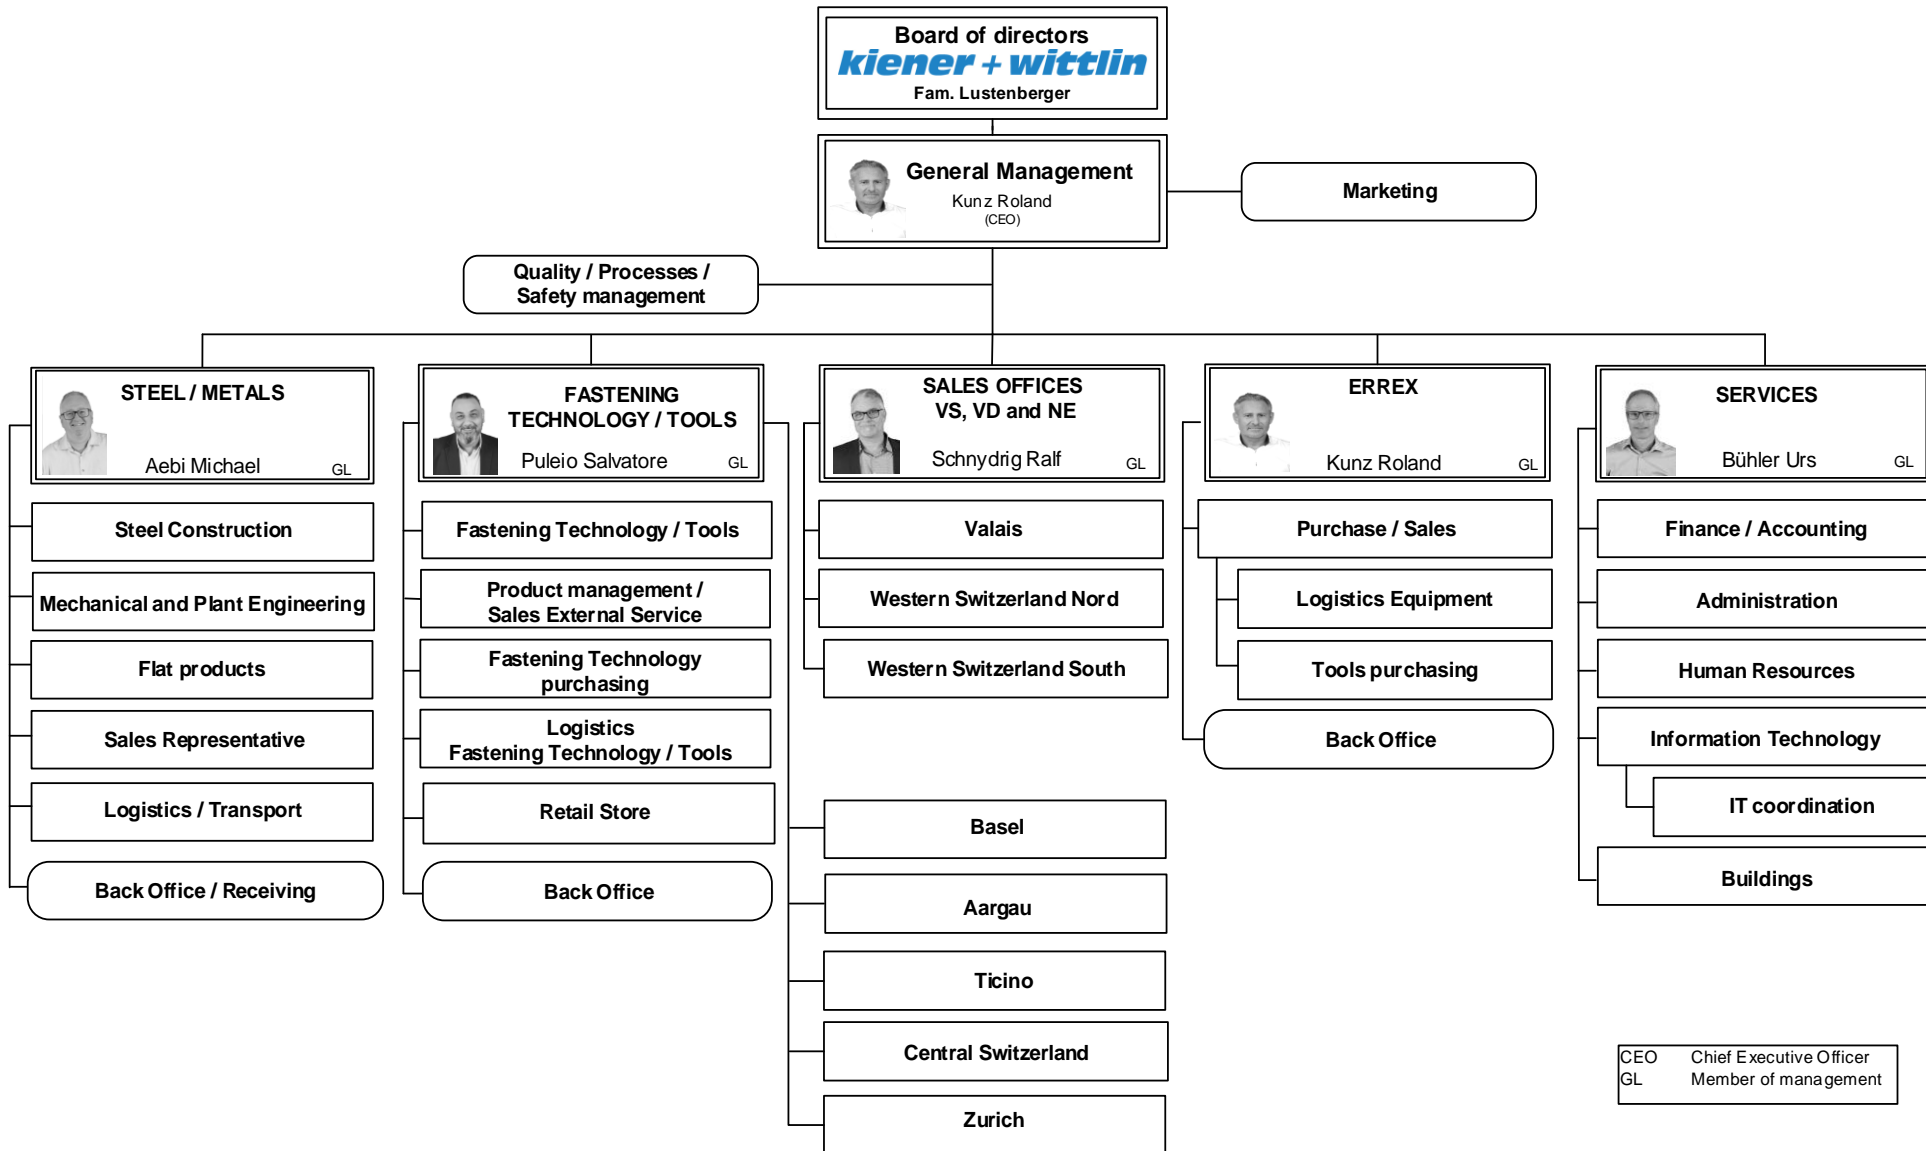 Board of directors
kiener + wittlin
Fam. Lustenberger
General Management
Kunz Roland
(CEO)
Marketing
Quality / Processes /
Safety management
STEEL / METALS
Aebi Michael GL
Steel Construction
Mechanical and Plant Engineering
Flat products
Sales Representative
Logistics / Transport
Back Office / Receiving
FASTENING
TECHNOLOGY / TOOLS
Puleio Salvatore GL
Fastening Technology / Tools
Product management /
Sales External Service
Fastening Technology
purchasing
Logistics
Fastening Technology / Tools
Retail Store
Back Office
SALES OFFICES
VS, VD and NE
Schnydrig Ralf GL
Valais
Western Switzerland Nord
Western Switzerland South
Basel
Aargau
Ticino
Central Switzerland
Zurich
ERREX
Kunz Roland GL
Purchase / Sales
Logistics Equipment
Tools purchasing
Back Office
SERVICES
Bühler Urs GL
Finance / Accounting
Administration
Human Resources
Information Technology
IT coordination
Buildings
CEO Chief Executive Officer
GL Member of management